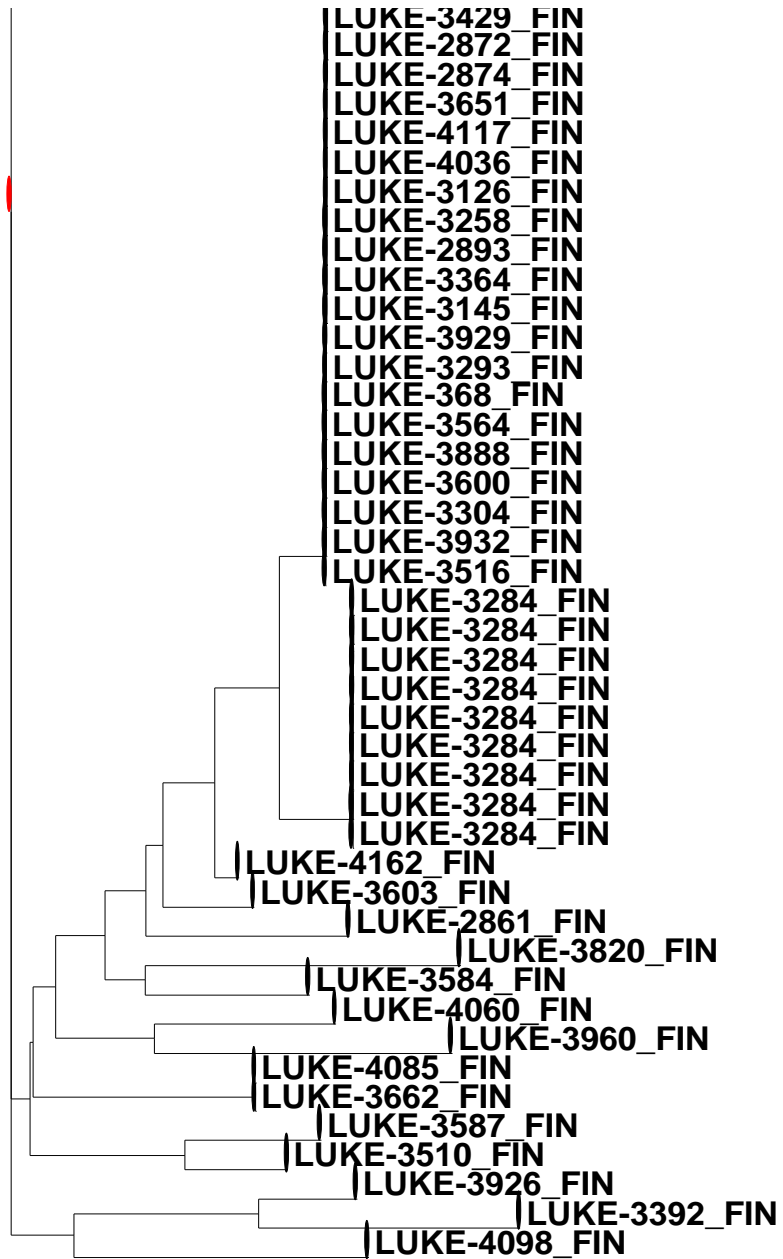 LUKE-3429_FIN
LUKE-2872_FIN
LUKE-2874_FIN
LUKE-3651_FIN
LUKE-4117_FIN
LUKE-4036_FIN
LUKE-3126_FIN
LUKE-3258_FIN
LUKE-2893_FIN
LUKE-3364_FIN
LUKE-3145_FIN
LUKE-3929_FIN
LUKE-3293_FIN
LUKE-368_FIN
LUKE-3564_FIN
LUKE-3888_FIN
LUKE-3600_FIN
LUKE-3304_FIN
LUKE-3932_FIN
LUKE-3516_FIN
LUKE-3284_FIN
LUKE-3284_FIN
LUKE-3284_FIN
LUKE-3284_FIN
LUKE-3284_FIN
LUKE-3284_FIN
LUKE-3284_FIN
LUKE-3284_FIN
LUKE-3284_FIN
LUKE-4162_FIN
LUKE-3603_FIN
LUKE-2861_FIN
LUKE-3820_FIN
LUKE-3584_FIN
LUKE-4060_FIN
LUKE-3960_FIN
LUKE-4085_FIN
LUKE-3662_FIN
LUKE-3587_FIN
LUKE-3510_FIN
LUKE-3926_FIN
LUKE-3392_FIN
LUKE-4098_FIN